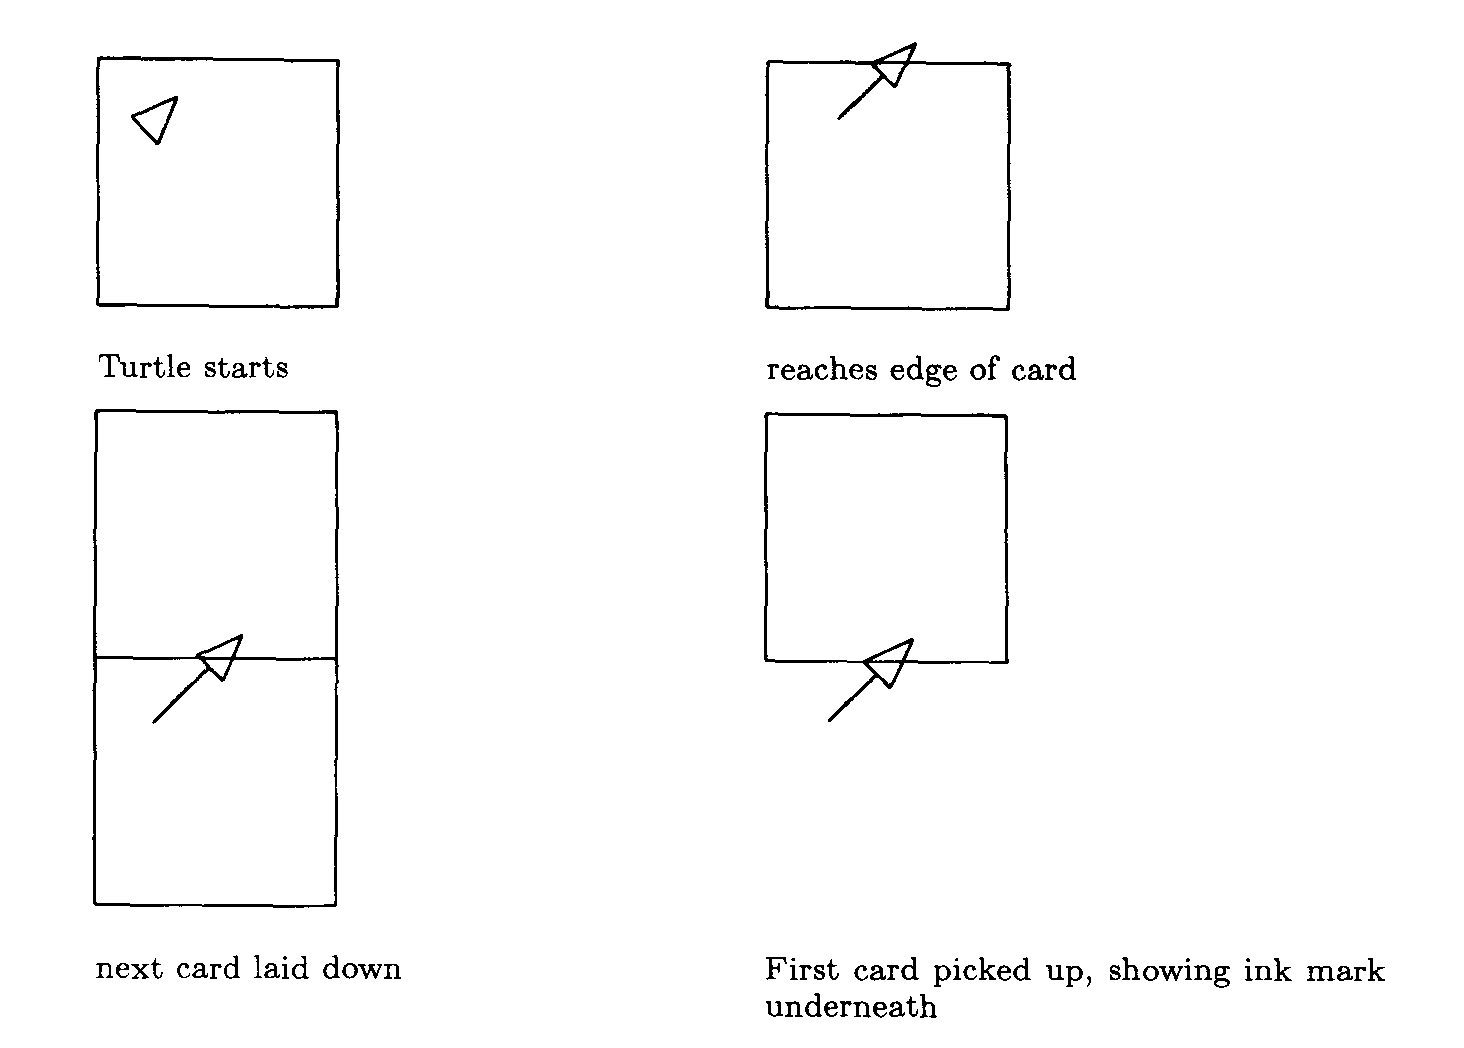 Turtle starts
reaches edge of card
next card laid down
First card picked up, showing ink mark
underneath